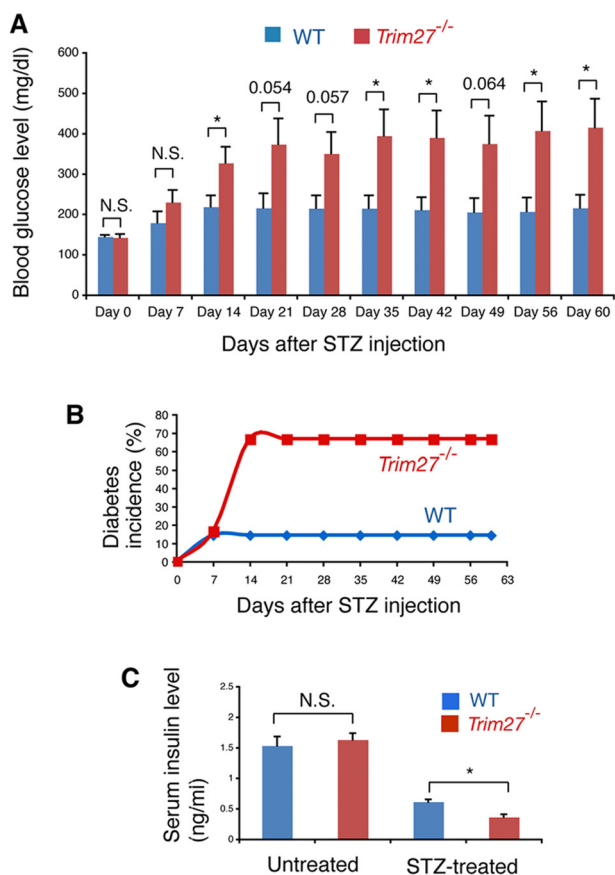 A
WT Trim27-/-
Blood glucose level (mg/dl)
600
500
400
300
200
100
0
N.S.
N.S.
*
0.054
0.057
*
*
0.064
*
*
Day 0 Day 7 Day 14 Day 21 Day 28 Day 35 Day 42 Day 49 Day 56 Day 60
Days after STZ injection
B
Diabetes
incidence (%)
80
70
60
50
40
30
20
10
0
Trim27-/-
WT
0 7 14 21 28 35 42 49 56 63
Days after STZ injection
C
Serum insulin level
(ng/mi)
2.5
2
1.5
1
0.5
0
N.S.
WT
Trim27-/-
*
Untreated STZ-treated